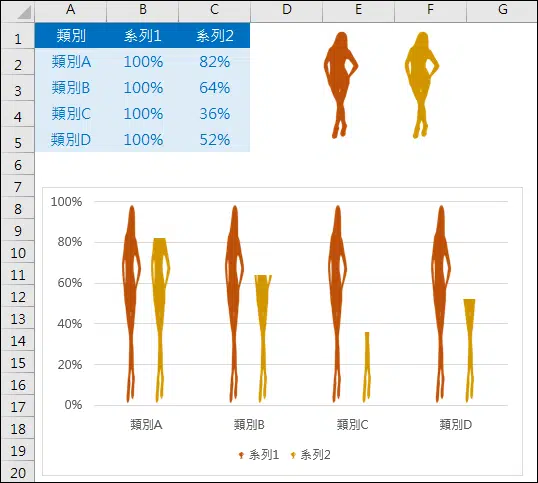 A B C D E F G
1 類別 系列1 系列2
2 類別A 100% 82%
3 類別B 100% 64%
4 類別C 100% 36%
5 類別D 100% 52%
6
7
8 100%
9
10 80%
11
12 60%
13
14 40%
15 20%
16
17 0%
18 類別A 類別B 類別C 類別D
19 系列1 系列2
20